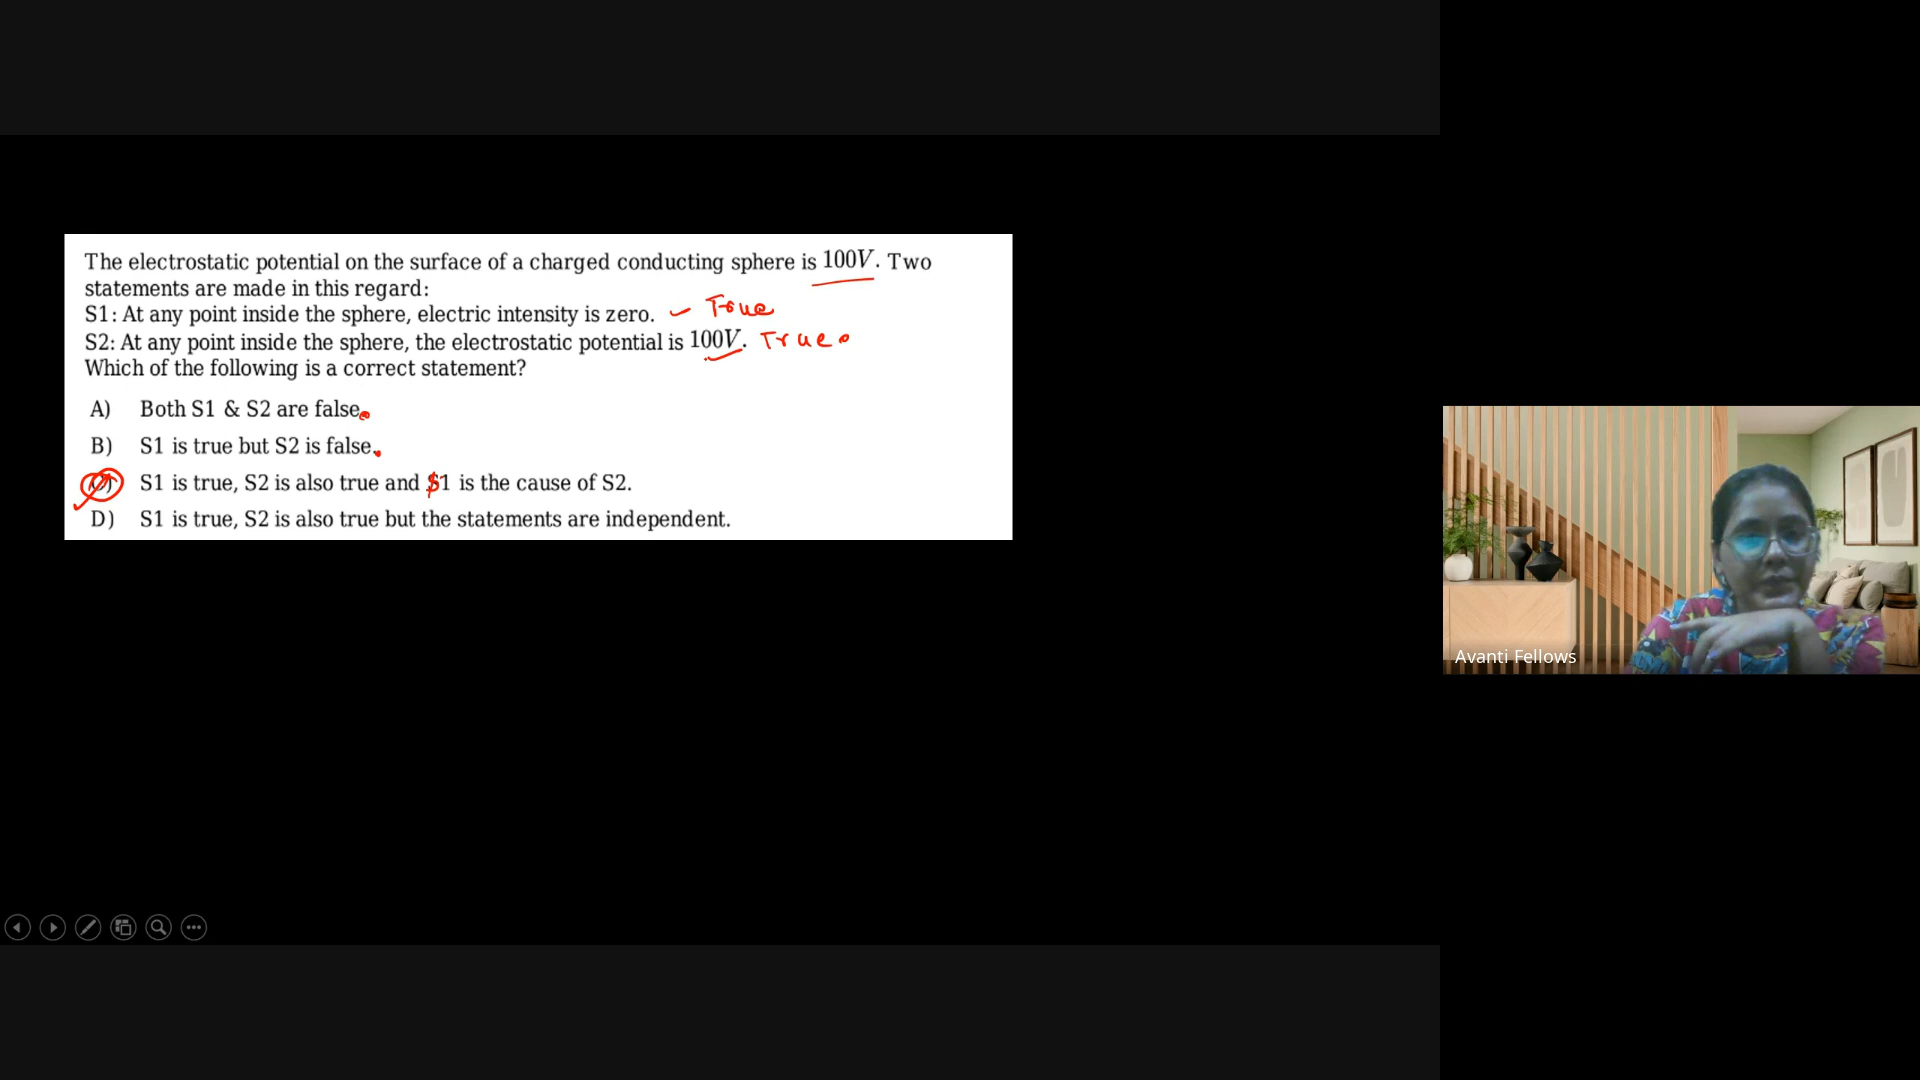 The electrostatic potential on the surface of a charged conducting sphere is 100V. Two
statements are made in this regard:
S1: At any point inside the sphere, electric intensity is zero. True
S2: At any point inside the sphere, the electrostatic potential is 100V. True
Which of the following is a correct statement?
A) Both S1 & S2 are false.
B) S1 is true but S2 is false.
C) S1 is true, S2 is also true and S1 is the cause of S2.
D) S1 is true, S2 is also true but the statements are independent.
Avanti Fellows